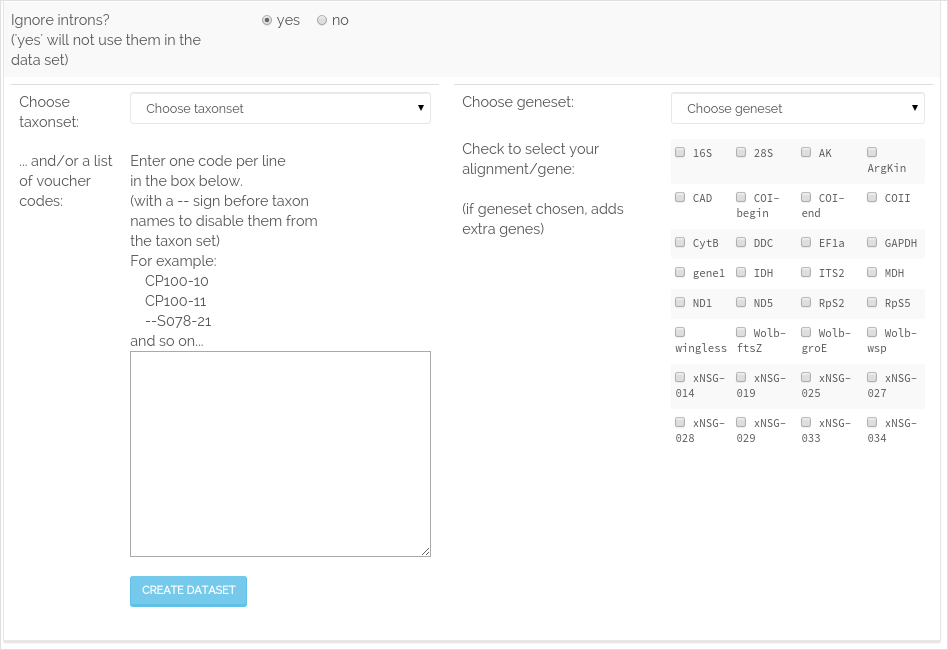 Ignore introns?
('yes' will not use them in the
data set)
yes no
Choose
taxonset:
Choose taxonset
... and/or a list
of voucher
codes:
Enter one code per line
in the box below.
(with a -- sign before taxon
names to disable them from
the taxon set)
For example:
CP100-10
CP100-11
--S078-21
and so on...
CREATE DATASET
Choose geneset:
Choose geneset
Check to select your
alignment/gene:
(if geneset chosen, adds
extra genes)
16S 28S AK
ArgKin
CAD COI- COI- COII
begin end
CytB DDC EF1a GAPDH
gene1 IDH ITS2 MDH
ND1 ND5 RpS2 RpS5
Wolb- Wolb- Wolb-
wingless ftsZ groE wsp
xNSG- xNSG- xNSG- xNSG-
014 019 025 027
xNSG- xNSG- xNSG- xNSG-
028 029 033 034